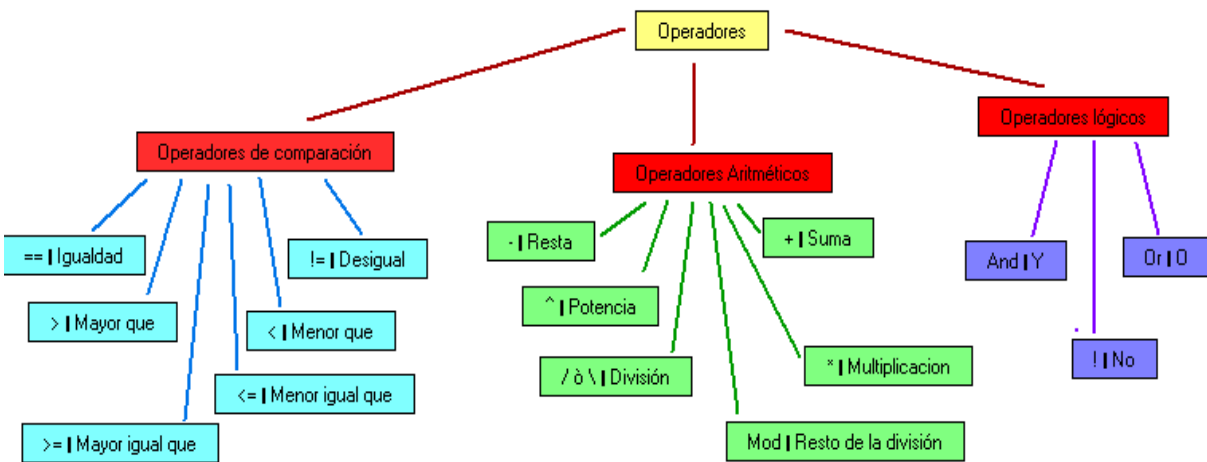 Operadores
Operadores de comparación
Operadores Aritméticos
Operadores lógicos
== | Igualdad
!= | Desigual
> | Mayor que
< | Menor que
<= | Menor igual que
>= | Mayor igual que
- | Resta
+ | Suma
^ | Potencia
/ ò \ | División
* | Multiplicacion
Mod | Resto de la división
And | Y
Or | O
! | No